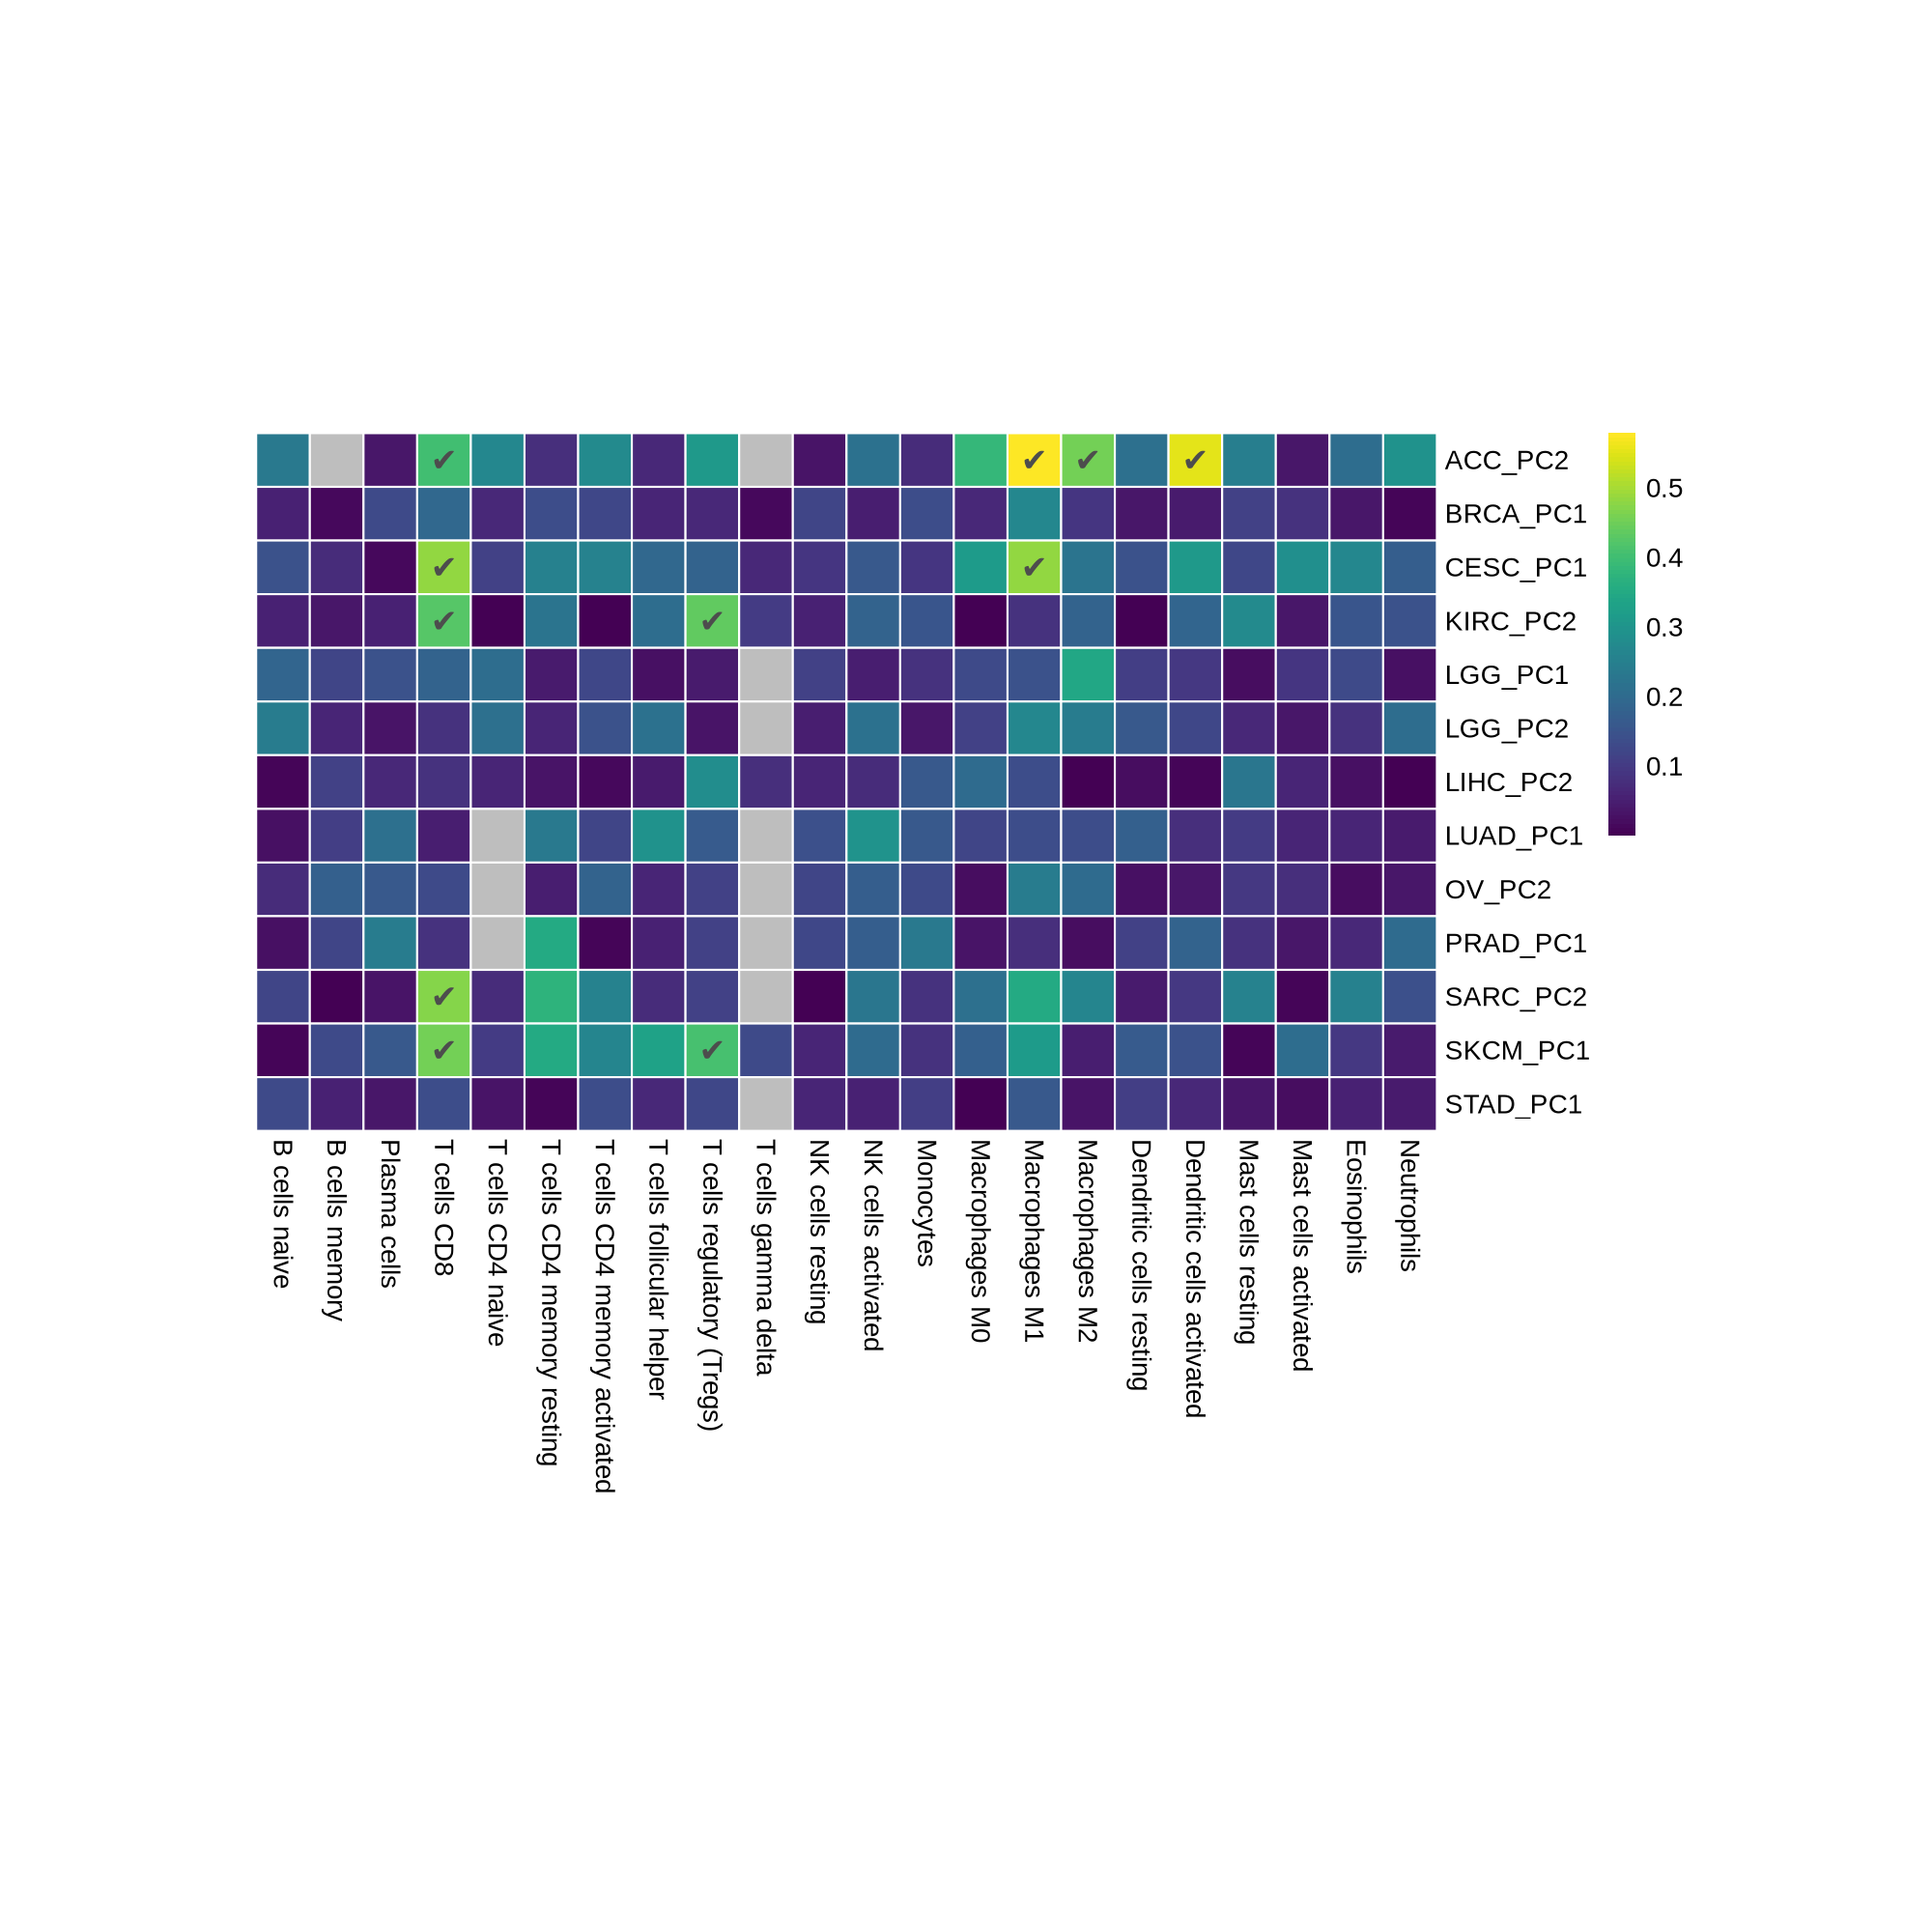 ✔ ✔ ✔ ✔ ACC_PC2
BRCA_PC1
✔ ✔ CESC_PC1
✔ ✔ KIRC_PC2
LGG_PC1
LGG_PC2
LIHC_PC2
LUAD_PC1
OV_PC2
PRAD_PC1
✔ SARC_PC2
✔ ✔ SKCM_PC1
STAD_PC1
0.5
0.4
0.3
0.2
0.1
B cells naive
B cells memory
Plasma cells
T cells CD8
T cells CD4 naive
T cells CD4 memory resting
T cells CD4 memory activated
T cells follicular helper
T cells regulatory (Tregs)
T cells gamma delta
NK cells resting
NK cells activated
Monocytes
Macrophages M0
Macrophages M1
Macrophages M2
Dendritic cells resting
Dendritic cells activated
Mast cells resting
Mast cells activated
Eosinophils
Neutrophils